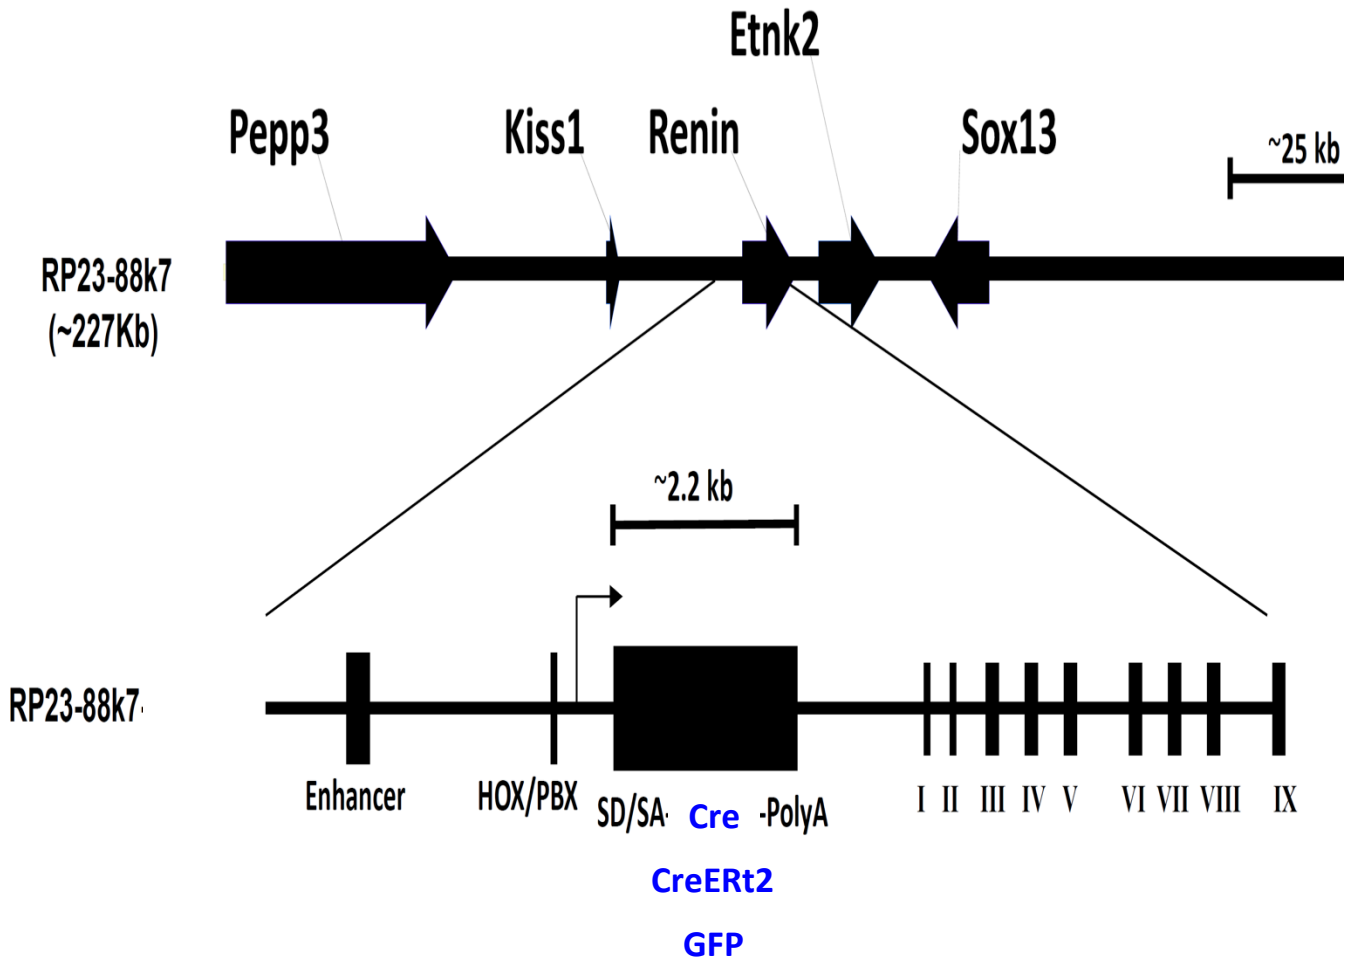 Etnk2
Pepp3
Kiss1
Renin
Sox13
~25 kb
RP23-88k7
(~227Kb)
~2.2 kb
RP23-88k7-
Enhancer
HOX/PBX
SD/SA- Cre -PolyA
CreERt2
GFP
I II III IV V VI VII VIII IX